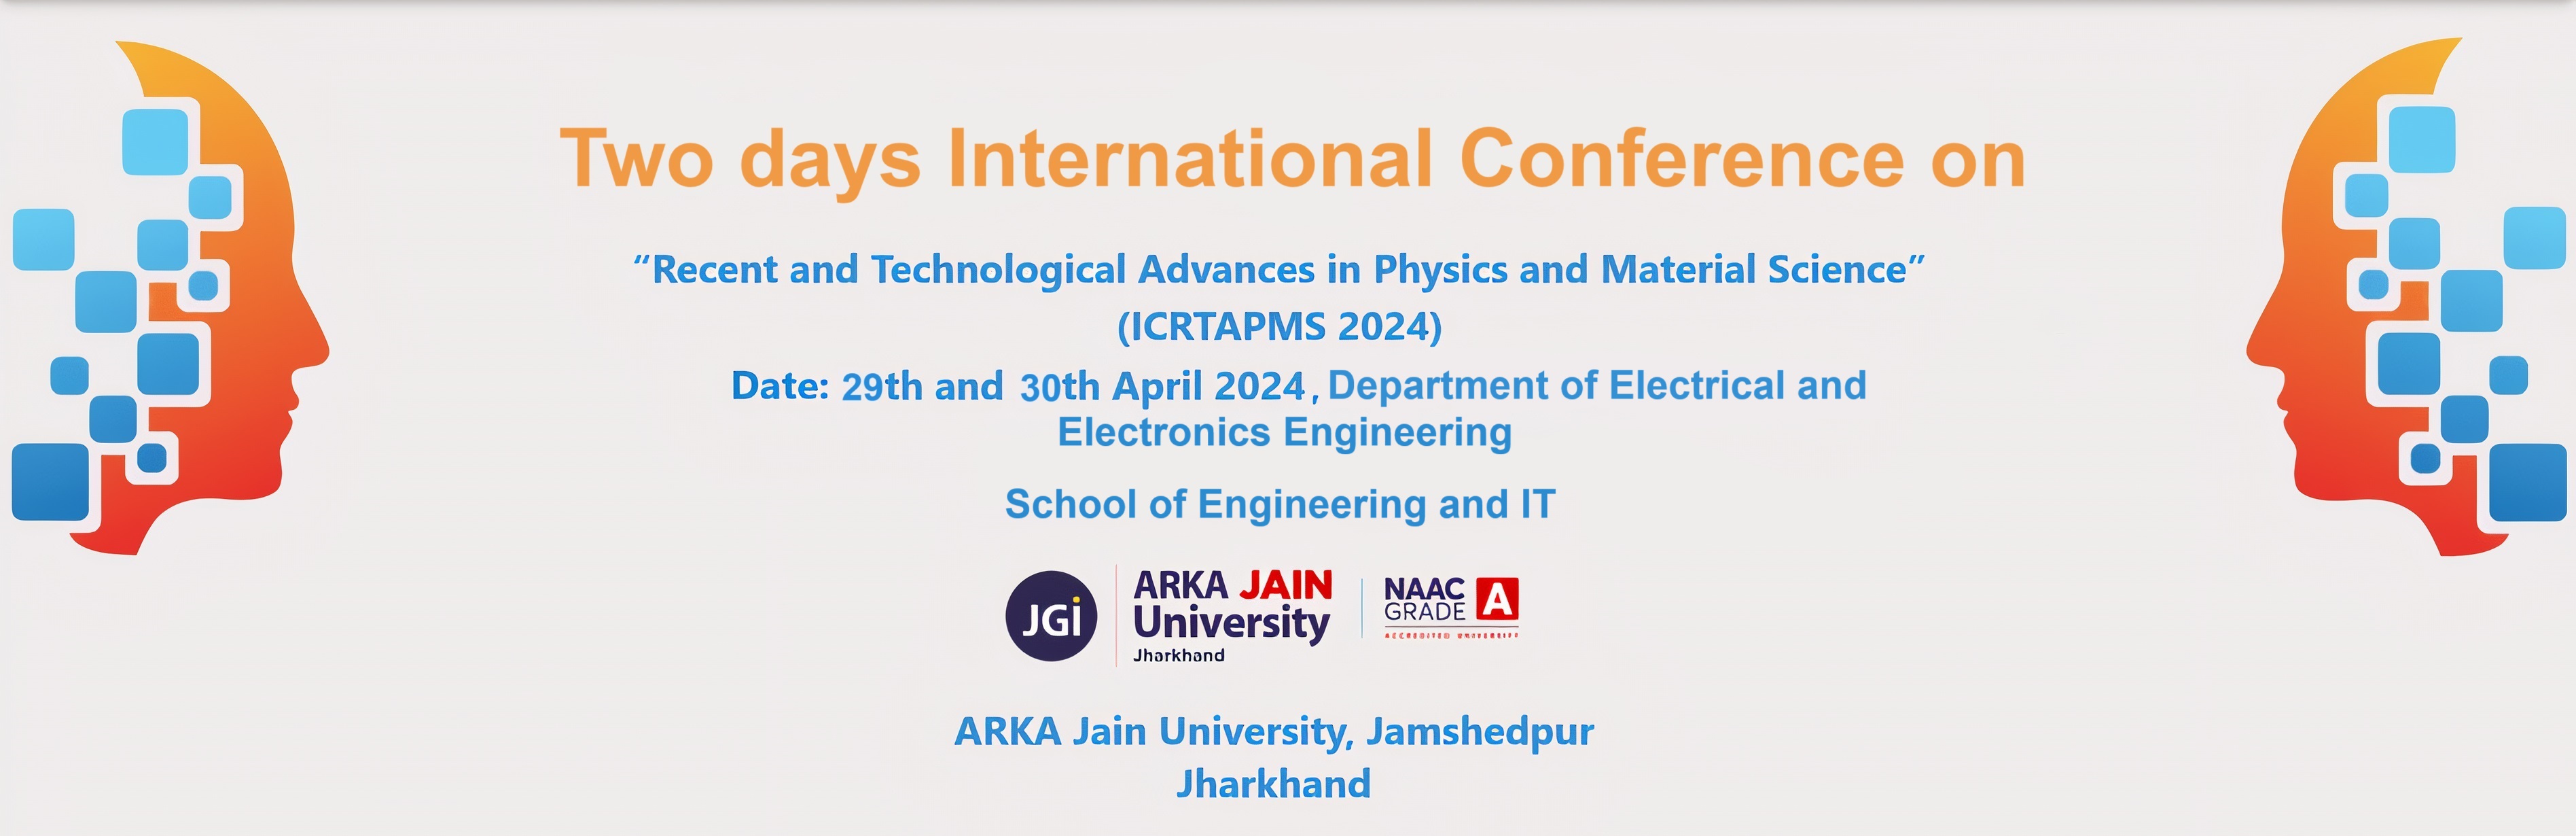 Two days International Conference on
“Recent and Technological Advances in Physics and Material Science”
(ICRTAPMS 2024)
Date: 29th and 30th April 2024, Department of Electrical and
Electronics Engineering
School of Engineering and IT
JGi
ARKA JAIN
University
Jharkhand
NAAC
GRADE A
ACCREDITED UNIVERSITY
ARKA Jain University, Jamshedpur
Jharkhand